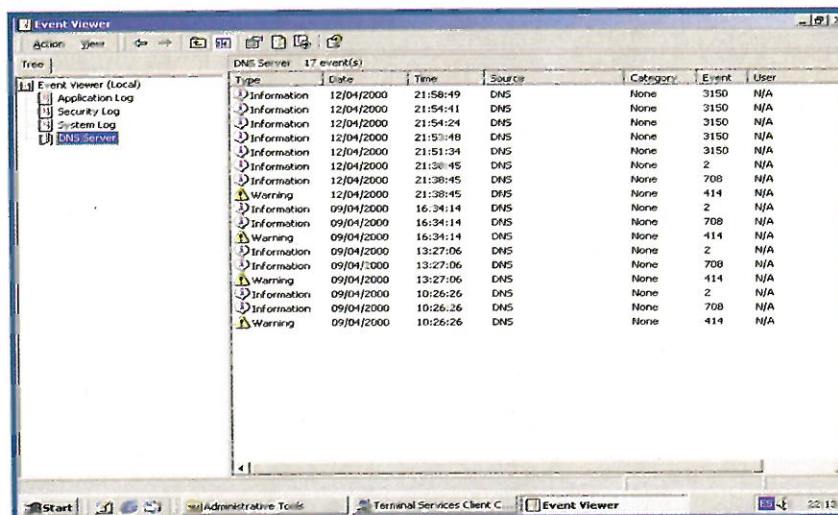 Event Viewer
Action View
Tree
DNS Server 17 event(s)
Event Viewer (Local)
Application Log
Security Log
System Log
DNS Server
Type Date Time Source Category Event User
Information 12/04/2000 21:58:49 DNS None 3150 N/A
Information 12/04/2000 21:54:41 DNS None 3150 N/A
Information 12/04/2000 21:54:24 DNS None 3150 N/A
Information 12/04/2000 21:53:48 DNS None 3150 N/A
Information 12/04/2000 21:51:34 DNS None 3150 N/A
Information 12/04/2000 21:38:45 DNS None 2 N/A
Information 12/04/2000 21:38:45 DNS None 708 N/A
Warning 12/04/2000 21:38:45 DNS None 414 N/A
Information 09/04/2000 16:34:14 DNS None 2 N/A
Information 09/04/2000 16:34:14 DNS None 708 N/A
Warning 09/04/2000 16:34:14 DNS None 414 N/A
Information 09/04/2000 13:27:06 DNS None 2 N/A
Information 09/04/2000 13:27:06 DNS None 708 N/A
Warning 09/04/2000 13:27:06 DNS None 414 N/A
Information 09/04/2000 10:26:26 DNS None 2 N/A
Information 09/04/2000 10:26:26 DNS None 708 N/A
Warning 09/04/2000 10:26:26 DNS None 414 N/A
Start Administrative Tools Terminal Services Client C... Event Viewer